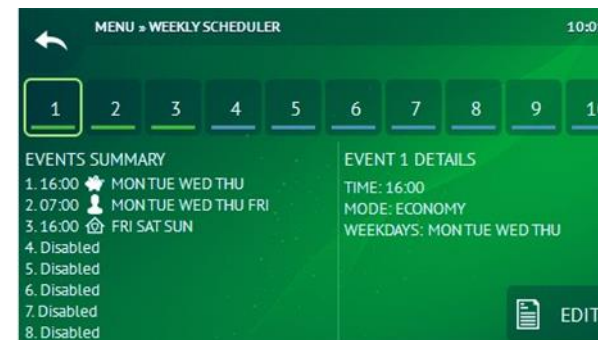 MENU » WEEKLY SCHEDULER 10:0
1 2 3 4 5 6 7 8 9 1
EVENTS SUMMARY
1. 16:00 MON TUE WED THU
2. 07:00 MON TUE WED THU FRI
3. 16:00 FRI SAT SUN
4. Disabled
5. Disabled
6. Disabled
7. Disabled
8. Disabled
EVENT 1 DETAILS
TIME: 16:00
MODE: ECONOMY
WEEKDAYS: MON TUE WED THU
EDIT